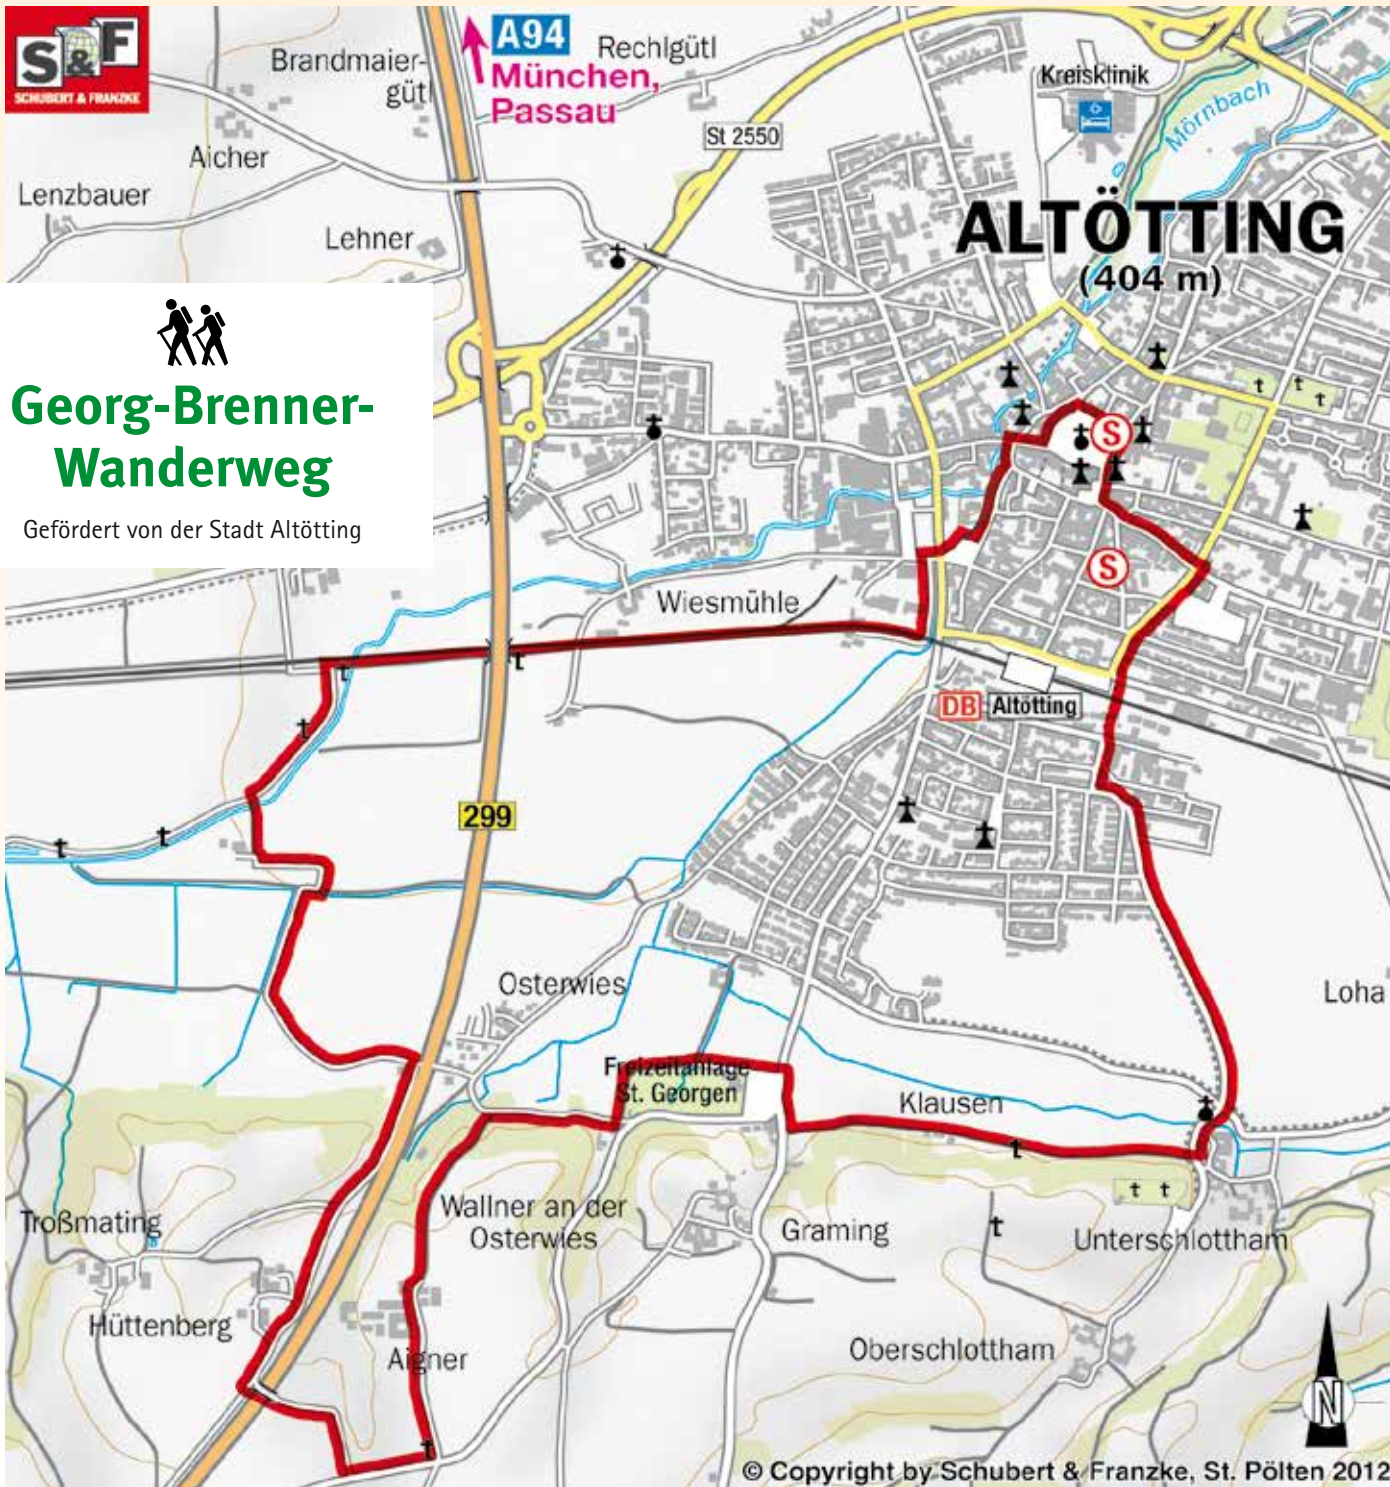 S&F
SCHUBERT & FRANZKE
A94
München,
Passau
Rechlgütl
Brandmaier-
gütl
Kreisklinik
Mörnbach
St 2550
Aicher
Lenzbauer
Lehner
ALTÖTTING
(404 m)
Georg-Brenner-
Wanderweg
Gefördert von der Stadt Altötting
S
S
Wiesmühle
DB Altötting
299
Osterwies
Loha
Freizeitanlage
St. Georgen
Klausen
Wallner an der
Osterwies
Troßmating
Graming
Unterschlottham
Hüttenberg
Aigner
Oberschlottham
N
© Copyright by Schubert & Franzke, St. Pölten 2012